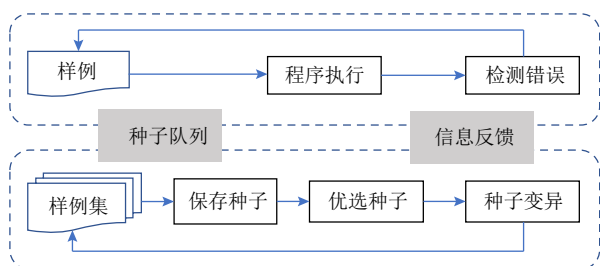 样例
程序执行
检测错误
种子队列
信息反馈
样例集
保存种子
优选种子
种子变异